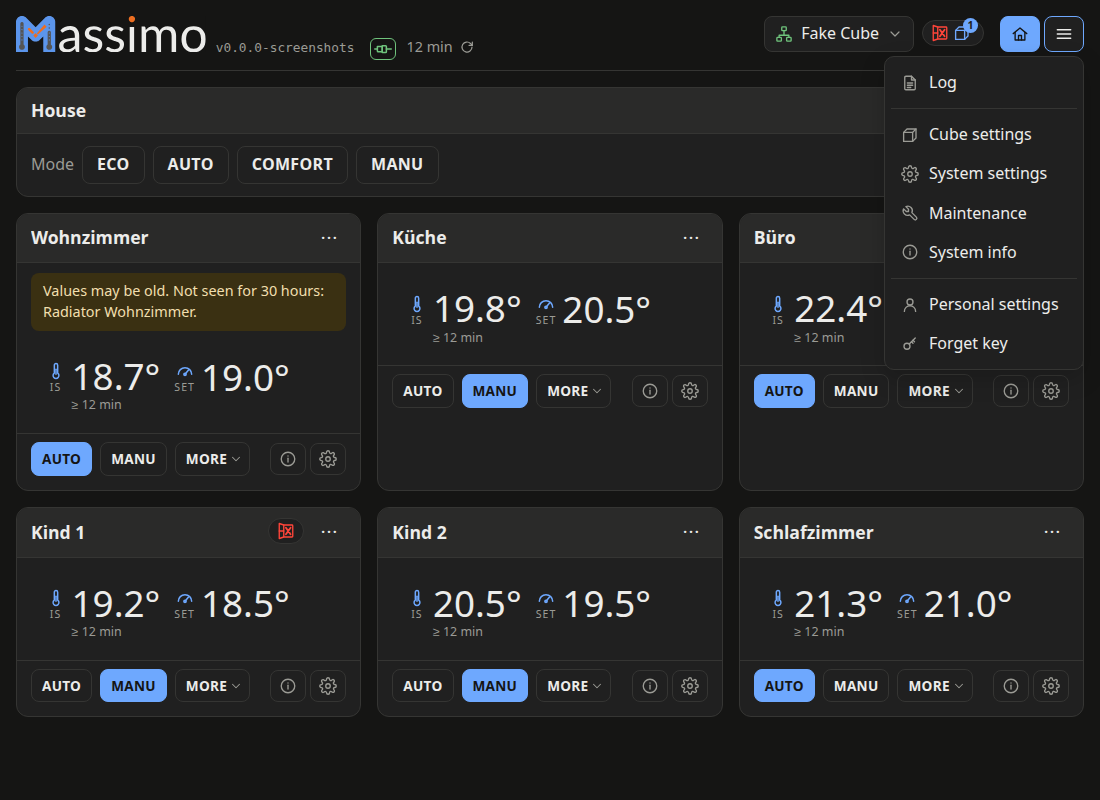 Massimo v0.0.0-screenshots 12 min Fake Cube 1
Log
House
Cube settings
Mode ECO AUTO COMFORT MANU
System settings
Maintenance
System info
Personal settings
Forget key
Wohnzimmer ...
Values may be old. Not seen for 30 hours:
Radiator Wohnzimmer.
IS 18.7° SET 19.0°
≥ 12 min
AUTO MANU MORE
Küche ...
IS 19.8° SET 20.5°
≥ 12 min
AUTO MANU MORE
Büro
IS 22.4°
≥ 12 min
AUTO MANU MORE
Kind 1 ...
IS 19.2° SET 18.5°
≥ 12 min
AUTO MANU MORE
Kind 2 ...
IS 20.5° SET 19.5°
≥ 12 min
AUTO MANU MORE
Schlafzimmer ...
IS 21.3° SET 21.0°
≥ 12 min
AUTO MANU MORE